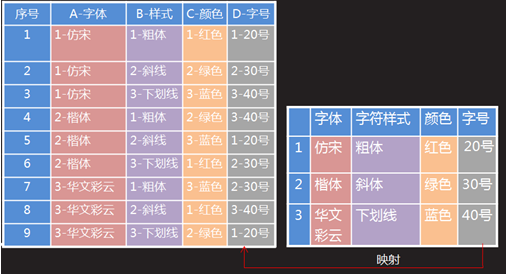 序号 A-字体 B-样式 C-颜色 D-字号
1 1-仿宋 1-粗体 1-红色 1-20号
2 1-仿宋 2-斜线 2-绿色 2-30号
3 1-仿宋 3-下划线 3-蓝色 3-40号
4 2-楷体 1-粗体 2-绿色 3-40号
5 2-楷体 2-斜线 3-蓝色 1-20号
6 2-楷体 3-下划线 1-红色 2-30号
7 3-华文彩云 1-粗体 3-蓝色 2-30号
8 3-华文彩云 2-斜线 1-红色 3-40号
9 3-华文彩云 3-下划线 2-绿色 1-20号
字体 字符样式 颜色 字号
1 仿宋 粗体 红色 20号
2 楷体 斜体 绿色 30号
3 华文 下划线 蓝色 40号
彩云
映射